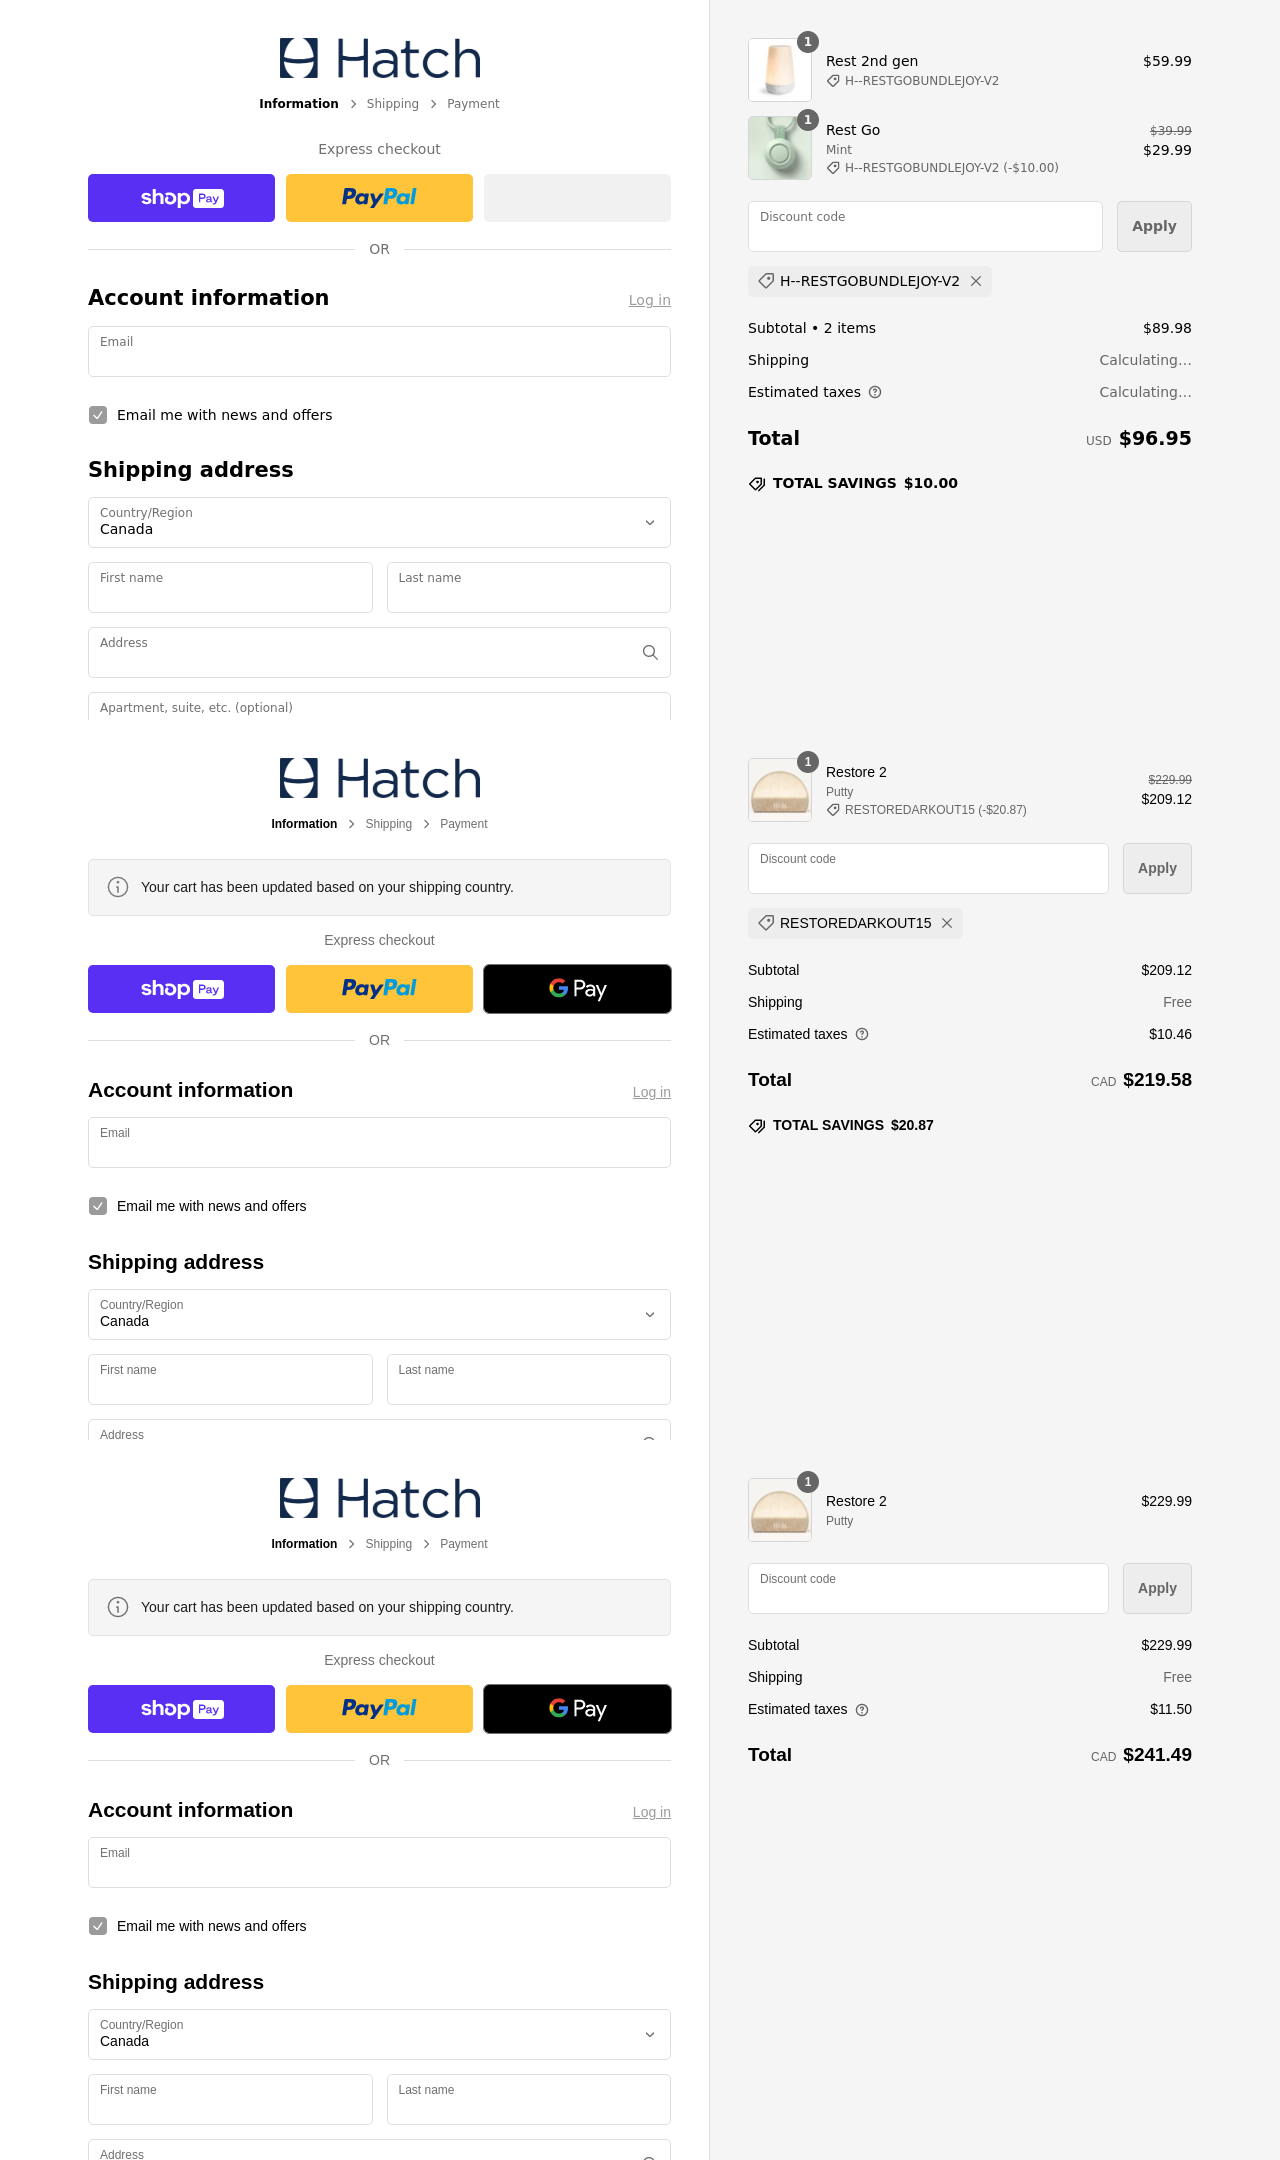 Hatch
Information > Shipping > Payment
Express checkout
shop Pay
PayPal
OR
Account information
Log in
Email
Email me with news and offers
Shipping address
Country/Region
Canada
First name
Last name
Address
Apartment, suite, etc. (optional)
1
Rest 2nd gen
$59.99
H--RESTGOBUNDLEJOY-V2
1
Rest Go
$39.99
Mint
$29.99
H--RESTGOBUNDLEJOY-V2 (-$10.00)
Discount code
Apply
H--RESTGOBUNDLEJOY-V2
Subtotal • 2 items
$89.98
Shipping
Calculating...
Estimated taxes
Calculating...
Total
USD $96.95
TOTAL SAVINGS $10.00
Hatch
Information > Shipping > Payment
Your cart has been updated based on your shipping country.
Express checkout
shop Pay
PayPal
G Pay
OR
Account information
Log in
Email
Email me with news and offers
Shipping address
Country/Region
Canada
First name
Last name
Address
1
Restore 2
$229.99
Putty
$209.12
RESTOREDARKOUT15 (-$20.87)
Discount code
Apply
RESTOREDARKOUT15
Subtotal
$209.12
Shipping
Free
Estimated taxes
$10.46
Total
CAD $219.58
TOTAL SAVINGS $20.87
Hatch
Information > Shipping > Payment
Your cart has been updated based on your shipping country.
Express checkout
shop Pay
PayPal
G Pay
OR
Account information
Log in
Email
Email me with news and offers
Shipping address
Country/Region
Canada
First name
Last name
Address
1
Restore 2
$229.99
Putty
Discount code
Apply
Subtotal
$229.99
Shipping
Free
Estimated taxes
$11.50
Total
CAD $241.49